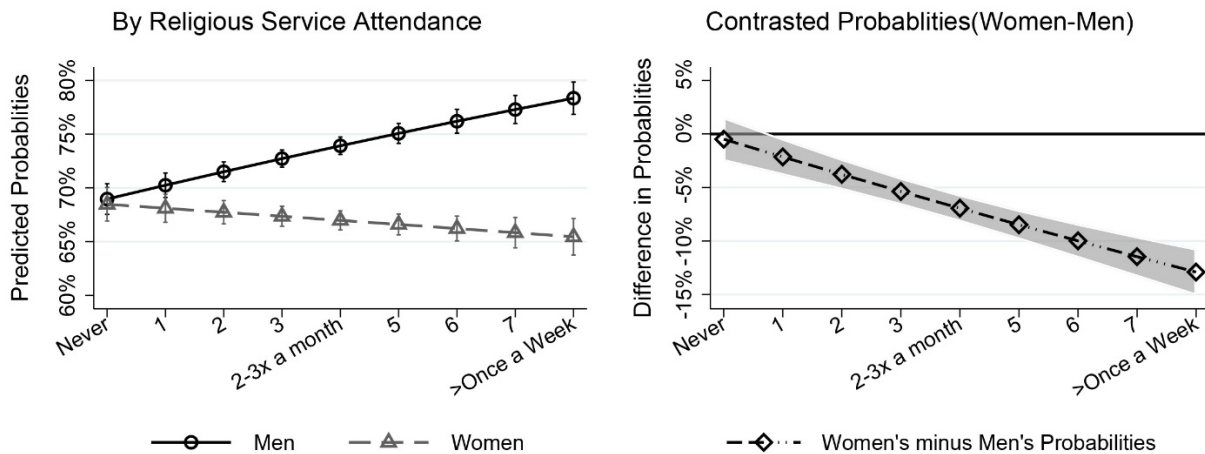 By Religious Service Attendance
Predicted Probabilities
80%
75%
70%
65%
60%
Never
1
2
3
2-3x a month
5
6
7
>Once a Week
Men
Women
Contrasted Probablities(Women-Men)
Difference in Probablities
5%
0%
-5%
-10%
-15%
Never
1
2
3
2-3x a month
5
6
7
>Once a Week
Women's minus Men's Probabilities